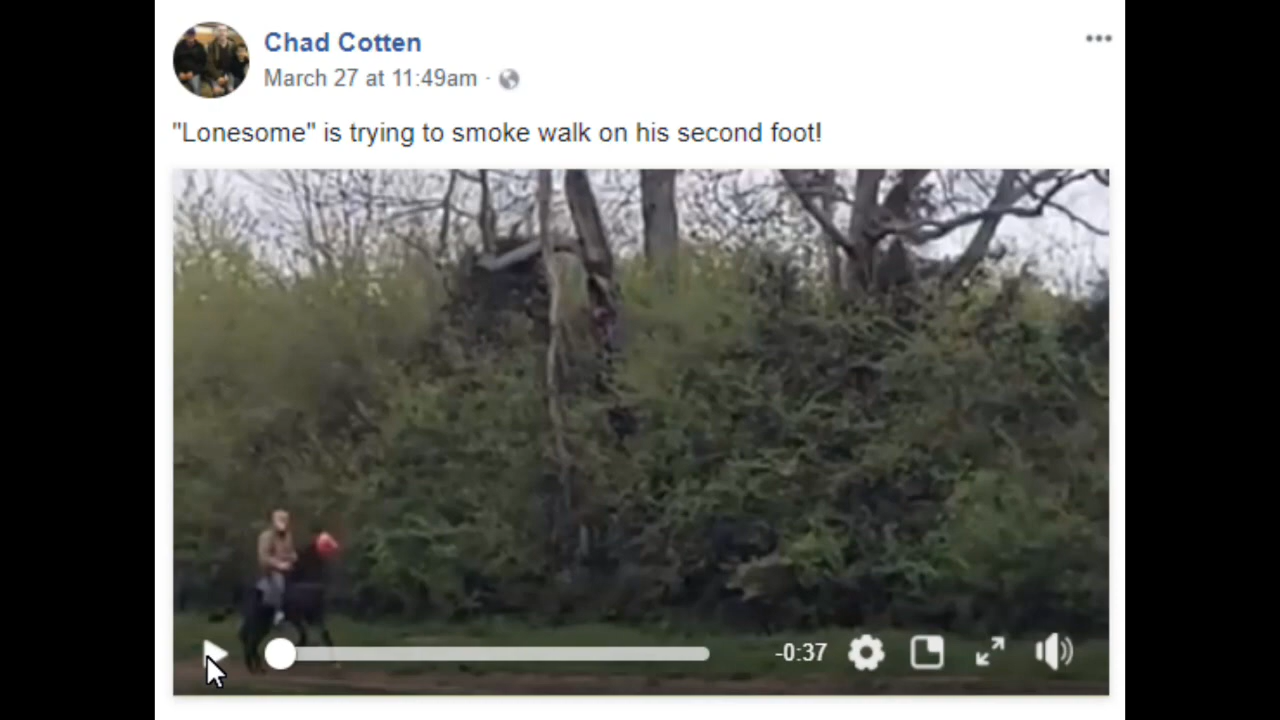 Chad Cotten
March 27 at 11:49am ·
"Lonesome" is trying to smoke walk on his second foot!
-0:37